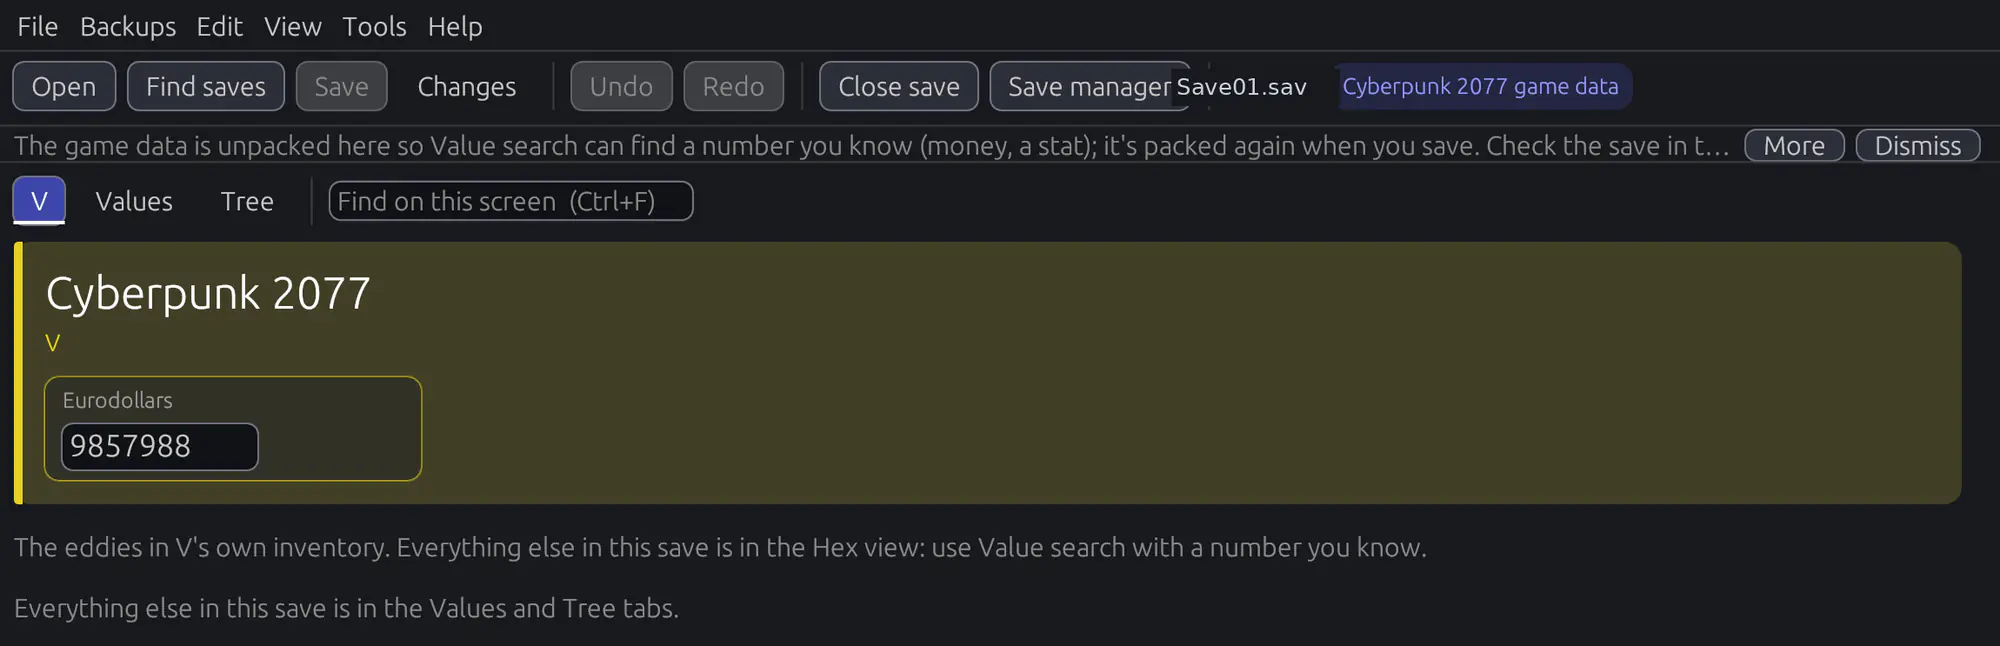 File Backups Edit View Tools Help
Open Find saves Save Changes Undo Redo Close save Save manager Save01.sav Cyberpunk 2077 game data
The game data is unpacked here so Value search can find a number you know (money, a stat); it's packed again when you save. Check the save in t... More Dismiss
V Values Tree Find on this screen (Ctrl+F)
Cyberpunk 2077
V
Eurodollars
9857988
The eddies in V's own inventory. Everything else in this save is in the Hex view: use Value search with a number you know.
Everything else in this save is in the Values and Tree tabs.